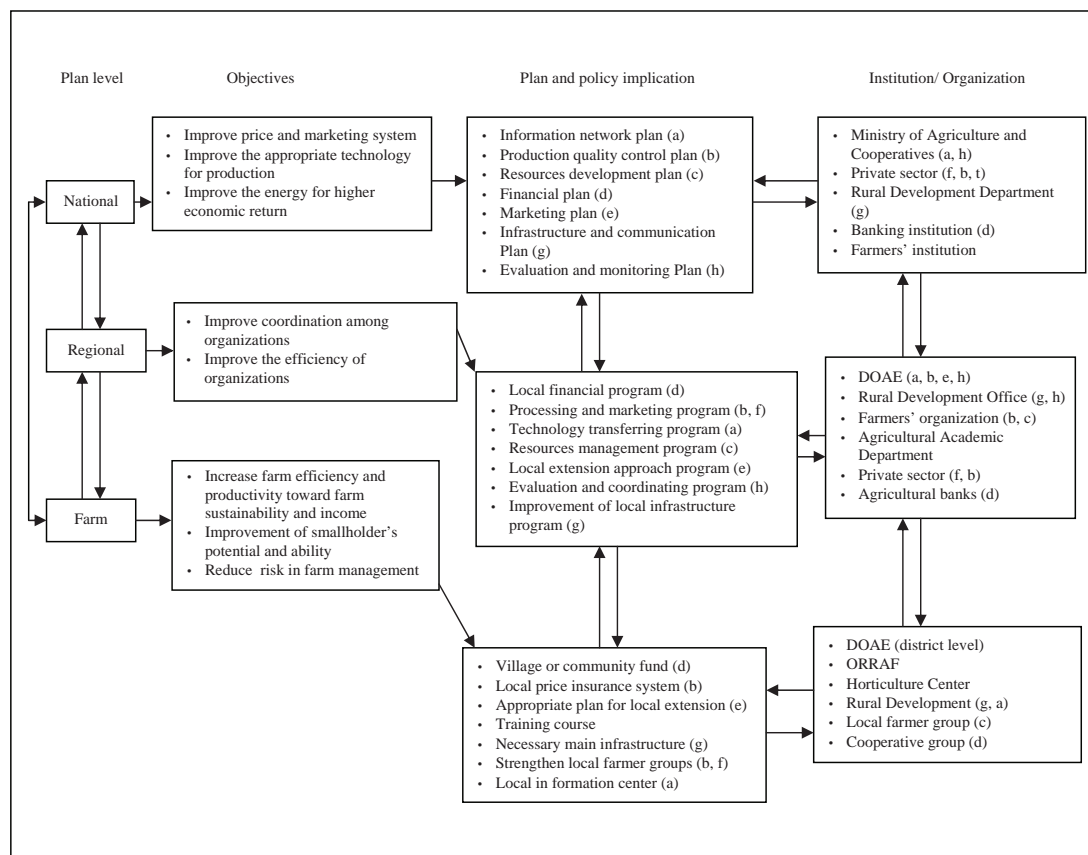 Plan level
Objectives
Plan and policy implication
Institution/ Organization
National
• Improve price and marketing system
• Improve the appropriate technology
for production
• Improve the energy for higher
economic return
• Information network plan (a)
• Production quality control plan (b)
• Resources development plan (c)
• Financial plan (d)
• Marketing plan (e)
• Infrastructure and communication
Plan (g)
• Evaluation and monitoring Plan (h)
• Ministry of Agriculture and
Cooperatives (a, h)
• Private sector (f, b, t)
• Rural Development Department
(g)
• Banking institution (d)
• Farmers’ institution
Regional
• Improve coordination among
organizations
• Improve the efficiency of
organizations
• Local financial program (d)
• Processing and marketing program (b, f)
• Technology transferring program (a)
• Resources management program (c)
• Local extension approach program (e)
• Evaluation and coordinating program (h)
• Improvement of local infrastructure
program (g)
• DOAE (a, b, e, h)
• Rural Development Office (g, h)
• Farmers’ organization (b, c)
• Agricultural Academic
Department
• Private sector (f, b)
• Agricultural banks (d)
Farm
• Increase farm efficiency and
productivity toward farm
sustainability and income
• Improvement of smallholder’s
potential and ability
• Reduce risk in farm management
• Village or community fund (d)
• Local price insurance system (b)
• Appropriate plan for local extension (e)
• Training course
• Necessary main infrastructure (g)
• Strengthen local farmer groups (b, f)
• Local in formation center (a)
• DOAE (district level)
• ORRAF
• Horticulture Center
• Rural Development (g, a)
• Local farmer group (c)
• Cooperative group (d)